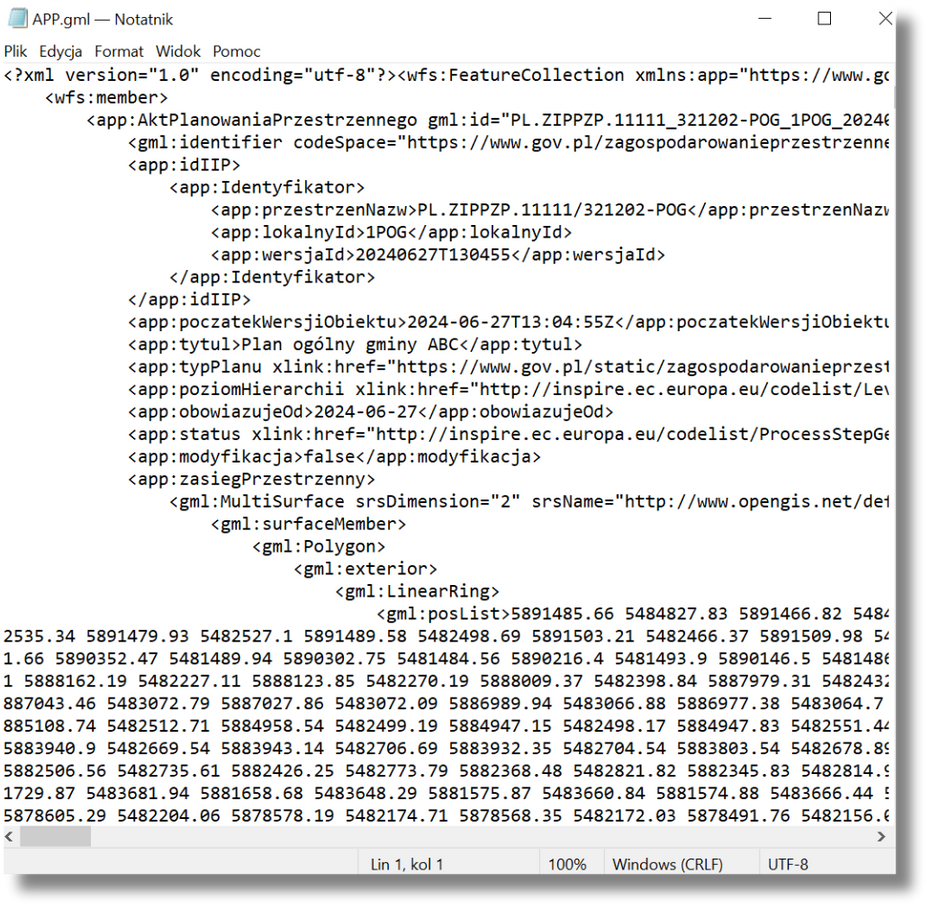 APP.gml — Notatnik
Plik Edycja Format Widok Pomoc
<?xml version="1.0" encoding="utf-8"?><wfs:FeatureCollection xmlns:app="https://www.go
<wfs:member>
<app:AktPlanowaniaPrzestrzennego gml:id="PL.ZIPPZP.11111_321202-POG_1POG_20240
<gml:identifier codeSpace="https://www.gov.pl/zagospodarowanieprzestrzenne
<app:idIIP>
<app:Identyfikator>
<app:przestrzenNazw>PL.ZIPPZP.11111/321202-POG</app:przestrzenNazw
<app:lokalnyId>1POG</app:lokalnyId>
<app:wersjaId>20240627T130455</app:wersjaId>
</app:Identyfikator>
</app:idIIP>
<app:poczatekWersjiObiektu>2024-06-27T13:04:55Z</app:poczatekWersjiObiektu
<app:tytul>Plan ogólny gminy ABC</app:tytul>
<app:typPlanu xlink:href="https://www.gov.pl/static/zagospodarowanieprzest
<app:poziomHierarchii xlink:href="http://inspire.ec.europa.eu/codelist/Lev
<app:obowiazujeOd>2024-06-27</app:obowiazujeOd>
<app:status xlink:href="http://inspire.ec.europa.eu/codelist/ProcessStepGe
<app:modyfikacja>false</app:modyfikacja>
<app:zasiegPrzestrzenny>
<gml:MultiSurface srsDimension="2" srsName="http://www.opengis.net/def
<gml:surfaceMember>
<gml:Polygon>
<gml:exterior>
<gml:LinearRing>
<gml:posList>5891485.66 5484827.83 5891466.82 5484
2535.34 5891479.93 5482527.1 5891489.58 5482498.69 5891503.21 5482466.37 5891509.98 54
1.66 5890352.47 5481489.94 5890302.75 5481484.56 5890216.4 5481493.9 5890146.5 5481486
1 5888162.19 5482227.11 5888123.85 5482270.19 5888009.37 5482398.84 5887979.31 5482432
887043.46 5483072.79 5887027.86 5483072.09 5886989.94 5483066.88 5886977.38 5483064.7
885108.74 5482512.71 5884958.54 5482499.19 5884947.15 5482498.17 5884947.83 5482551.44
5883940.9 5482669.54 5883943.14 5482706.69 5883932.35 5482704.54 5883803.54 5482678.89
5882506.56 5482735.61 5882426.25 5482773.79 5882368.48 5482821.82 5882345.83 5482814.9
1729.87 5483681.94 5881658.68 5483648.29 5881575.87 5483660.84 5881574.88 5483666.44 5
5878605.29 5482204.06 5878578.19 5482174.71 5878568.35 5482172.03 5878491.76 5482156.0
Lin 1, kol 1 100% Windows (CRLF) UTF-8